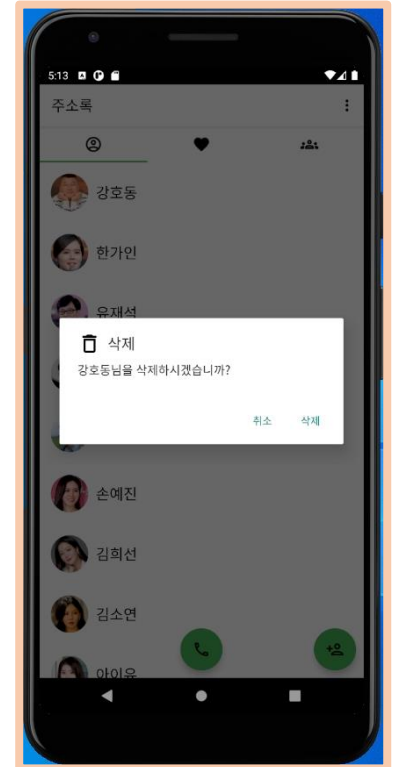 5:13
주소록
강호동
한가인
유재석
삭제
강호동님을 삭제하시겠습니까?
취소 삭제
손예진
김희선
김소연
아이유